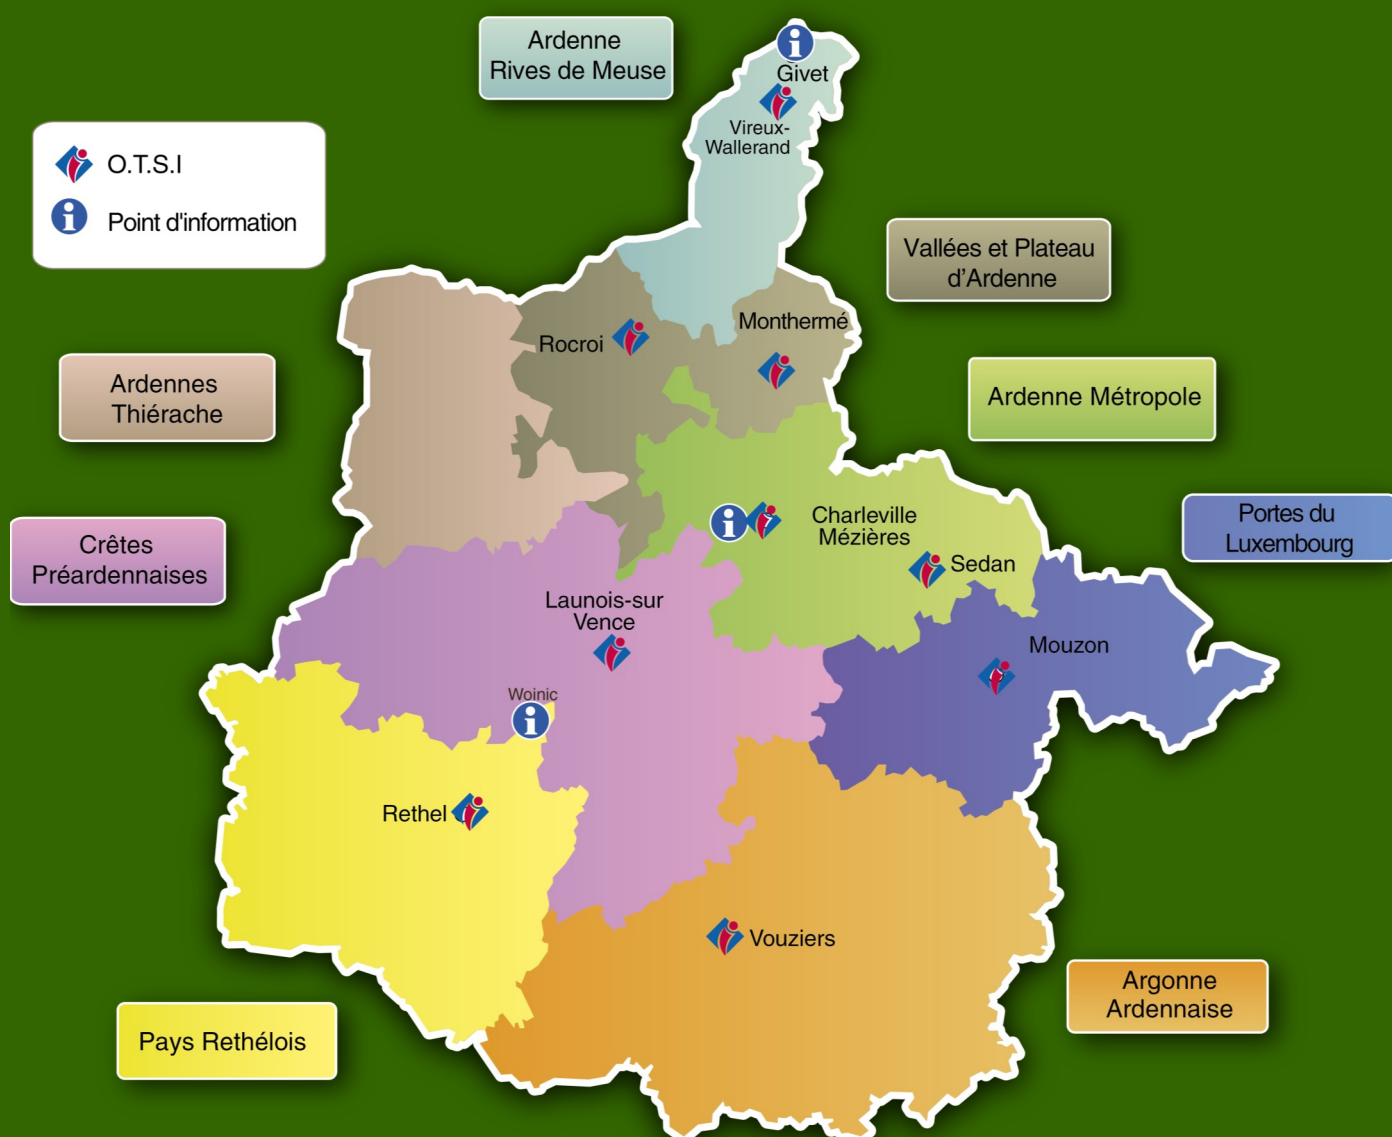 Ardenne
Rives de Meuse
Givet
Vireux-
Wallerand
O.T.S.I
Point d'information
Vallées et Plateau
d'Ardenne
Monthermé
Rocroi
Ardennes
Thiérache
Ardenne Métropole
Charleville
Mézières
Sedan
Portes du
Luxembourg
Crêtes
Préardennaises
Launois-sur
Vence
Mouzon
Woinic
Rethel
Vouziers
Argonne
Ardennaise
Pays Rethélois